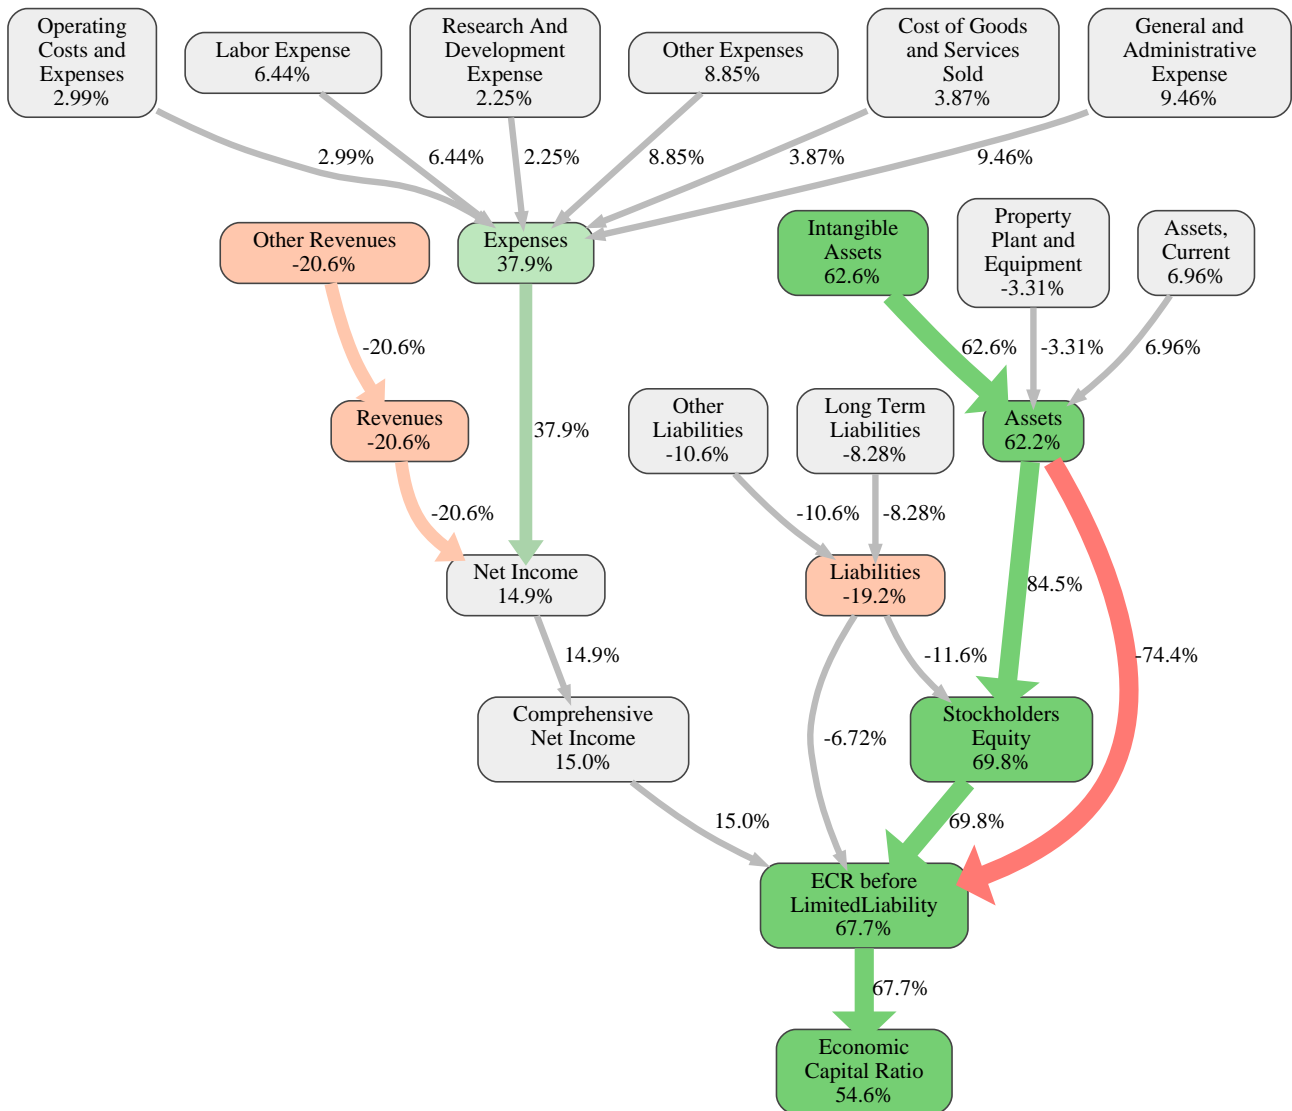 Operating
Costs and
Expenses
2.99%
Labor Expense
6.44%
Research And
Development
Expense
2.25%
Other Expenses
8.85%
Cost of Goods
and Services
Sold
3.87%
General and
Administrative
Expense
9.46%
2.99%
6.44%
2.25%
8.85%
3.87%
9.46%
Other Revenues
-20.6%
Expenses
37.9%
Intangible
Assets
62.6%
Property
Plant and
Equipment
-3.31%
Assets,
Current
6.96%
-20.6%
62.6%
-3.31%
6.96%
Revenues
-20.6%
37.9%
Other
Liabilities
-10.6%
Long Term
Liabilities
-8.28%
Assets
62.2%
-20.6%
-10.6%
-8.28%
Net Income
14.9%
Liabilities
-19.2%
84.5%
14.9%
-11.6%
-74.4%
Comprehensive
Net Income
15.0%
-6.72%
Stockholders
Equity
69.8%
15.0%
69.8%
ECR before
LimitedLiability
67.7%
67.7%
Economic
Capital Ratio
54.6%